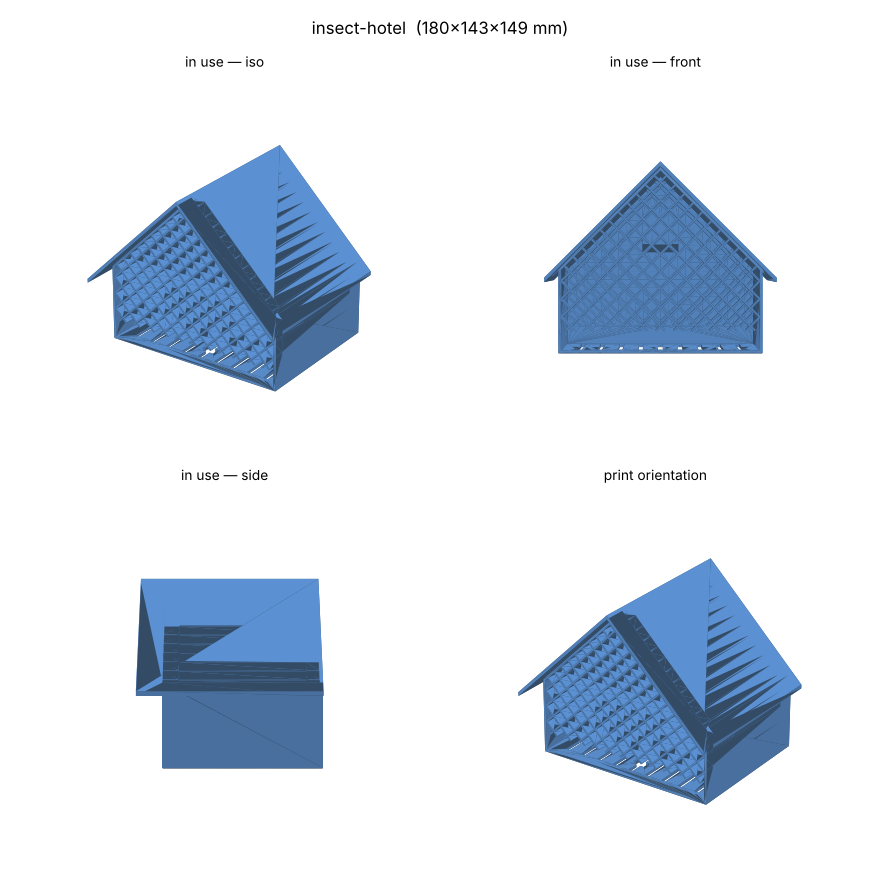 insect-hotel (180×143×149 mm)
in use — iso
in use — front
in use — side
print orientation